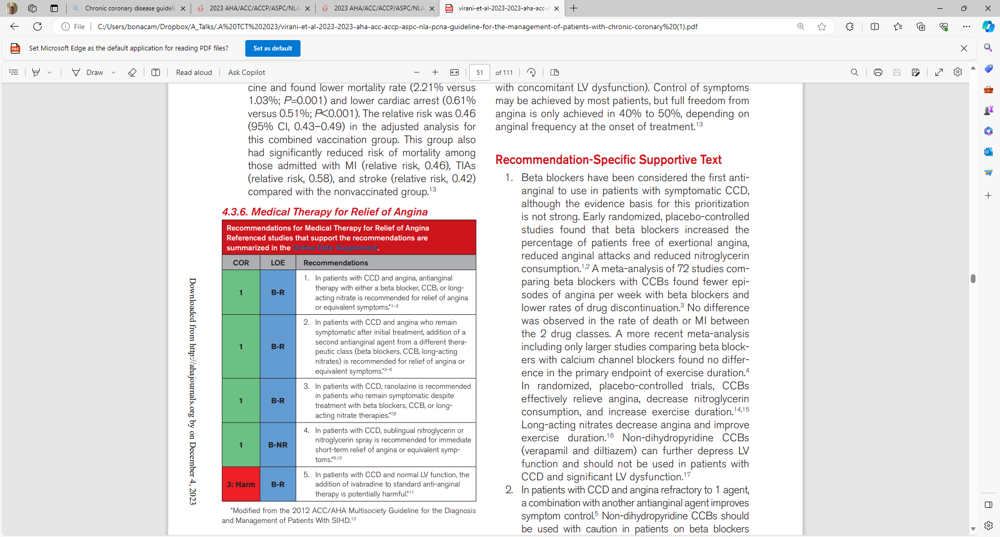 Chronic coronary disease guideli
2023 AHA/ACC/ACCP/ASPC/NLA
2023 AHA/ACC/ACCP/ASPC/NLA
virani-et-al-2023-2023-aha-acc-a
File
C:/Users/bonacam/Dropbox/A_Talks/.A%20TCT%202023/virani-et-al-2023-2023-aha-acc-accp-aspc-nla-pcna-guideline-for-the-management-of-patients-with-chronic-coronary%20(1).pdf
Set Microsoft Edge as the default application for reading PDF files?
Set as default
Draw
Read aloud
Ask Copilot
51 of 111
cine and found lower mortality rate (2.21% versus
1.03%; P=0.001) and lower cardiac arrest (0.61%
versus 0.51%; P<0.001). The relative risk was 0.46
(95% CI, 0.43–0.49) in the adjusted analysis for
this combined vaccination group. This group also
had significantly reduced risk of mortality among
those admitted with MI (relative risk, 0.46), TIAs
(relative risk, 0.58), and stroke (relative risk, 0.42)
compared with the nonvaccinated group.13
4.3.6. Medical Therapy for Relief of Angina
Recommendations for Medical Therapy for Relief of Angina
Referenced studies that support the recommendations are
summarized in the Online Data Supplement.
COR LOE Recommendations
1 B-R
1. In patients with CCD and angina, antianginal
therapy with either a beta blocker, CCB, or long-
acting nitrate is recommended for relief of angina
or equivalent symptoms.*1–3
1 B-R
2. In patients with CCD and angina who remain
symptomatic after initial treatment, addition of a
second antianginal agent from a different thera-
peutic class (beta blockers, CCB, long-acting
nitrates) is recommended for relief of angina or
equivalent symptoms.*3–6
1 B-R
3. In patients with CCD, ranolazine is recommended
in patients who remain symptomatic despite
treatment with beta blockers, CCB, or long-
acting nitrate therapies.*7,8
1 B-NR
4. In patients with CCD, sublingual nitroglycerin or
nitroglycerin spray is recommended for immediate
short-term relief of angina or equivalent symp-
toms.*9,10
3: Harm B-R
5. In patients with CCD and normal LV function, the
addition of ivabradine to standard anti-anginal
therapy is potentially harmful.*11
*Modified from the 2012 ACC/AHA Multisociety Guideline for the Diagnosis
and Management of Patients With SIHD.12
Downloaded from http://ahajournals.org by on December 4, 2023
with concomitant LV dysfunction). Control of symptoms
may be achieved by most patients, but full freedom from
angina is only achieved in 40% to 50%, depending on
anginal frequency at the onset of treatment.13
Recommendation-Specific Supportive Text
1. Beta blockers have been considered the first anti-
anginal to use in patients with symptomatic CCD,
although the evidence basis for this prioritization
is not strong. Early randomized, placebo-controlled
studies found that beta blockers increased the
percentage of patients free of exertional angina,
reduced anginal attacks and reduced nitroglycerin
consumption.1,2 A meta-analysis of 72 studies com-
paring beta blockers with CCBs found fewer epi-
sodes of angina per week with beta blockers and
lower rates of drug discontinuation.3 No difference
was observed in the rate of death or MI between
the 2 drug classes. A more recent meta-analysis
including only larger studies comparing beta block-
ers with calcium channel blockers found no differ-
ence in the primary endpoint of exercise duration.4
In randomized, placebo-controlled trials, CCBs
effectively relieve angina, decrease nitroglycerin
consumption, and increase exercise duration.14,15
Long-acting nitrates decrease angina and improve
exercise duration.16 Non-dihydropyridine CCBs
(verapamil and diltiazem) can further depress LV
function and should not be used in patients with
CCD and significant LV dysfunction.17
2. In patients with CCD and angina refractory to 1 agent,
a combination with another antianginal agent improves
symptom control.5 Non-dihydropyridine CCBs should
be used with caution in patients on beta blockers